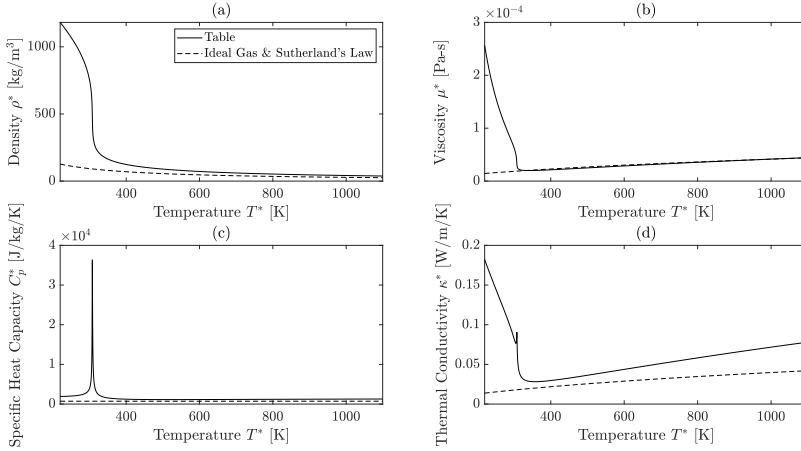 (a)
Density ρ* [kg/m³]
1000
500
0
Table
Ideal Gas & Sutherland's Law
400
600
800
1000
Temperature T* [K]
(b)
×10⁻⁴
Viscosity μ* [Pa-s]
3
2
1
0
400
600
800
1000
Temperature T* [K]
(c)
×10⁴
Specific Heat Capacity C*ₚ [J/kg/K]
4
3
2
1
0
400
600
800
1000
Temperature T* [K]
(d)
Thermal Conductivity κ* [W/m/K]
0.2
0.15
0.1
0.05
0
400
600
800
1000
Temperature T* [K]